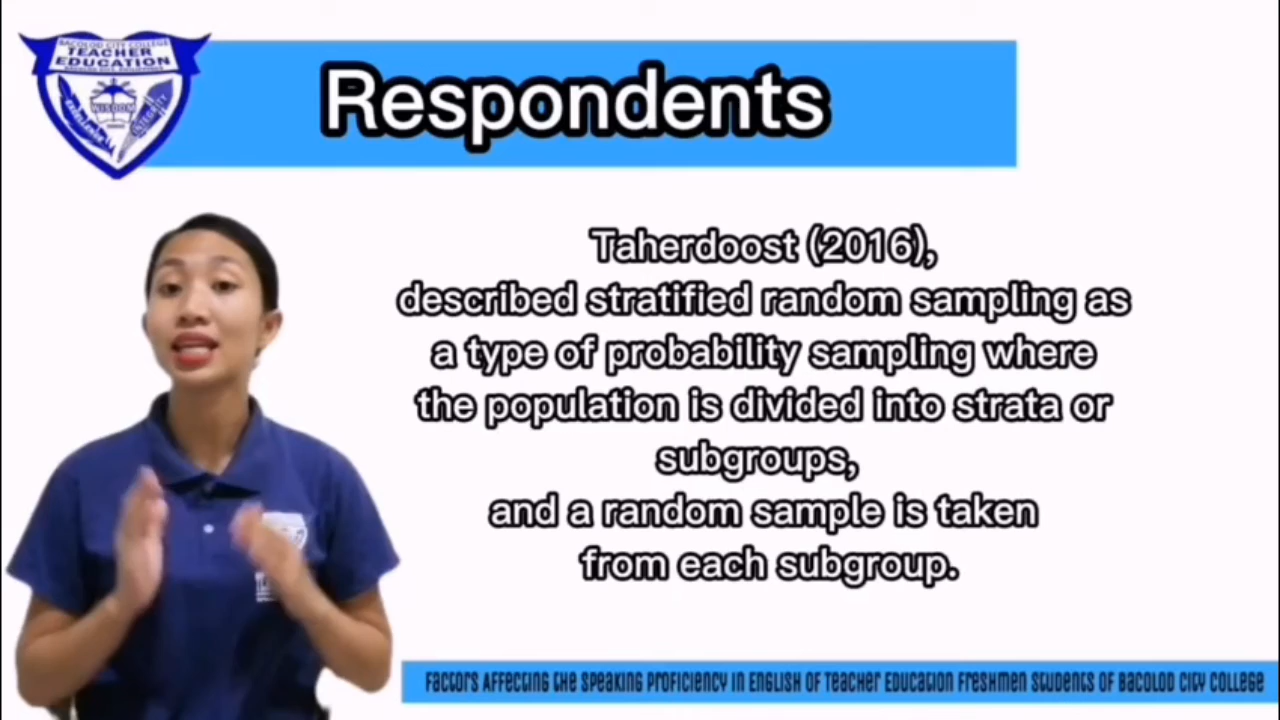 BACOLOD CITY COLLEGE
TEACHER
EDUCATION
WISDOM
Respondents
Taherdoost (2016),
described stratified random sampling as
a type of probability sampling where
the population is divided into strata or
subgroups,
and a random sample is taken
from each subgroup.
Factors Affecting the Speaking Proficiency in English of Teacher Education Freshmen Students of Bacolod City College